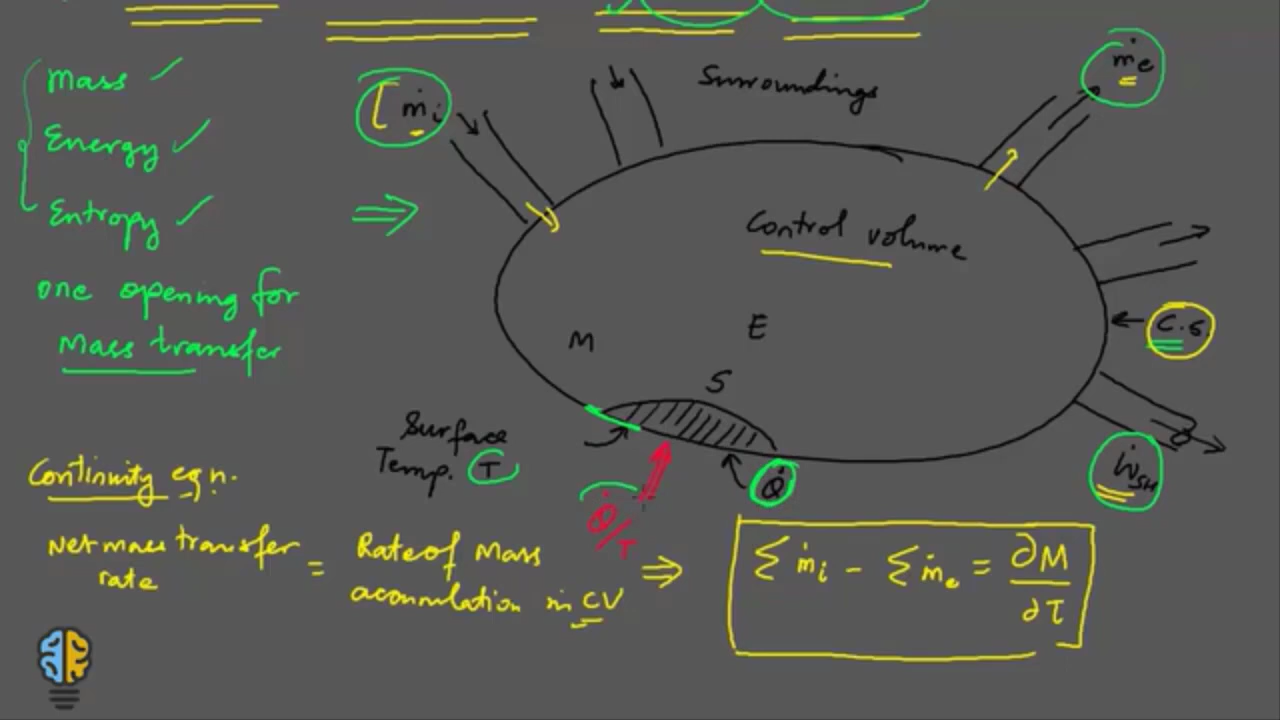 Mass ✓
Energy ✓
Entropy ✓
one opening for
Mass transfer
ṁi
Surroundings
ṁe
Control volume
C.S.
M
E
S
Surface
Temp. T
Q̇
ẆSH
Q̇/T
Continuity eqn.
Net mass transfer
rate
=
Rate of Mass
accumulation in CV
⇒
Σṁi - Σṁe = ∂M/∂τ